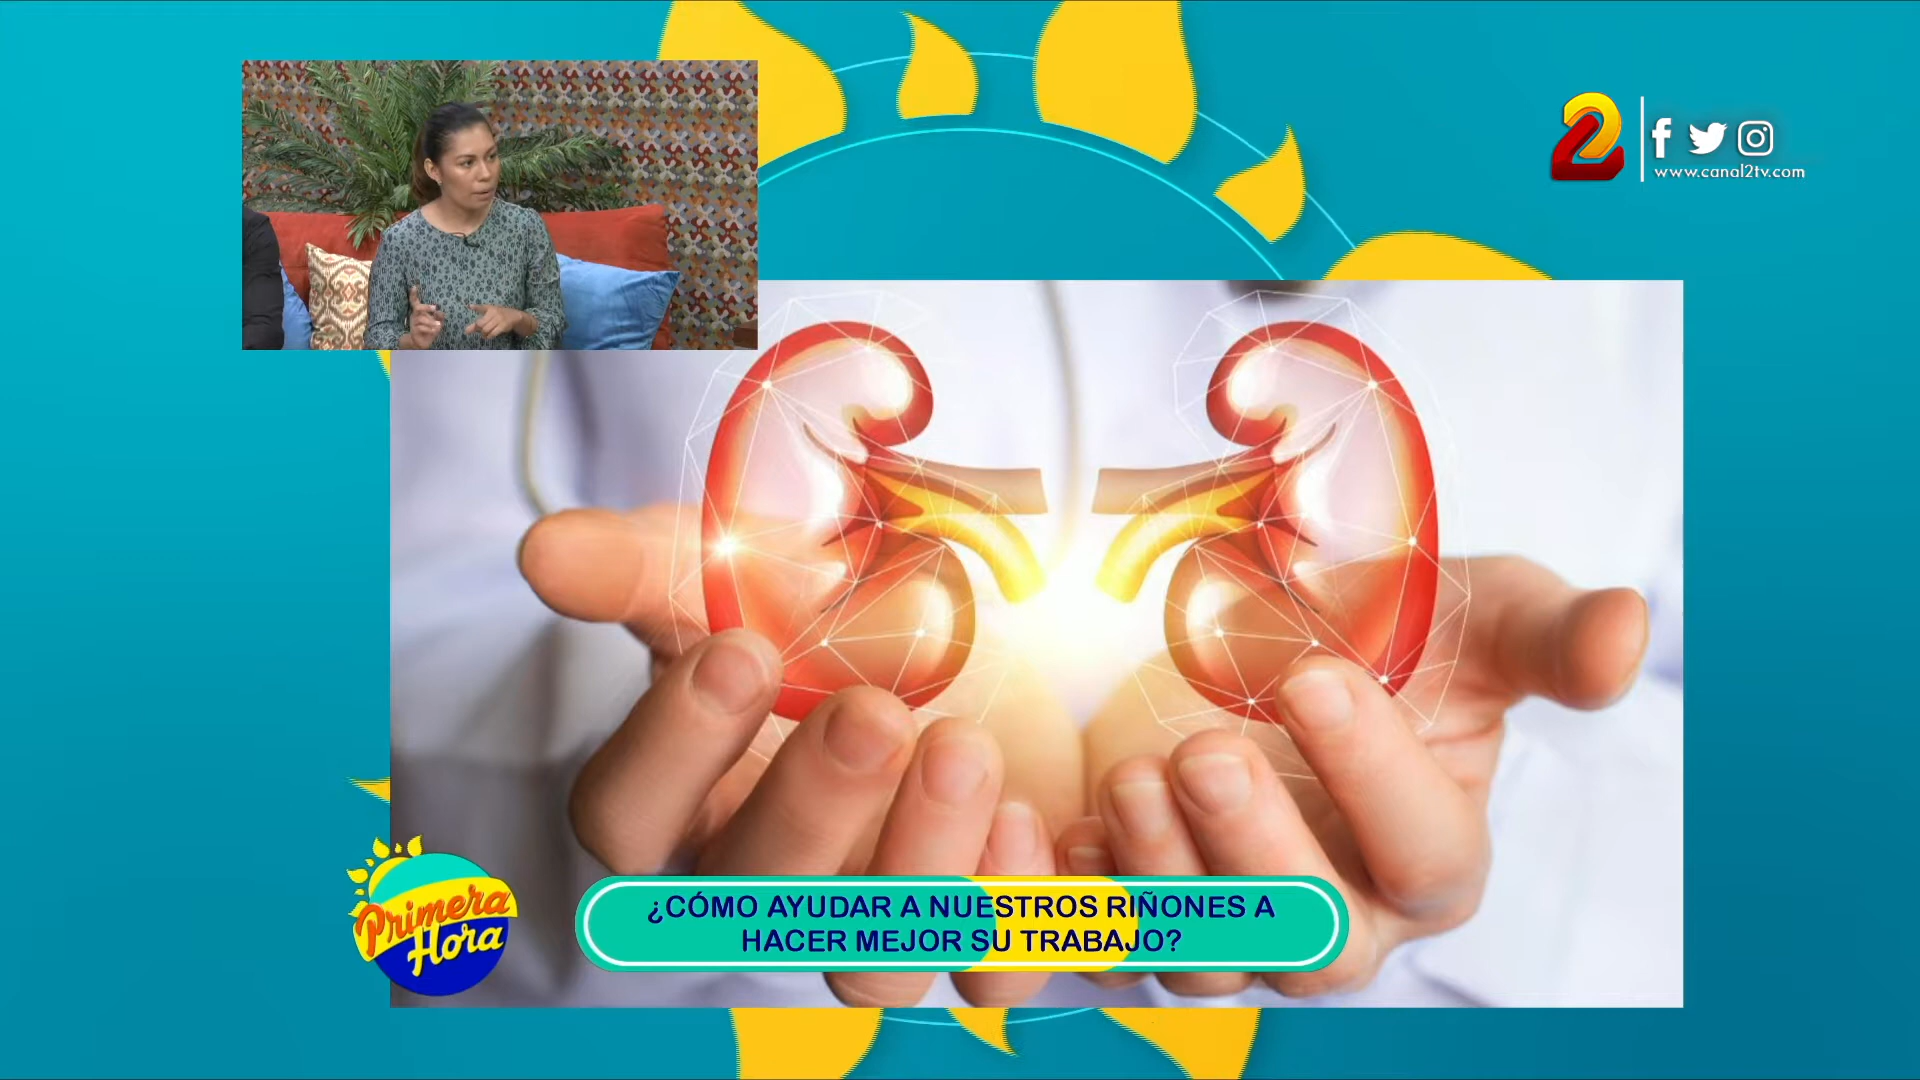 2
www.canal2tv.com
Primera
Hora
¿CÓMO AYUDAR A NUESTROS RIÑONES A
HACER MEJOR SU TRABAJO?